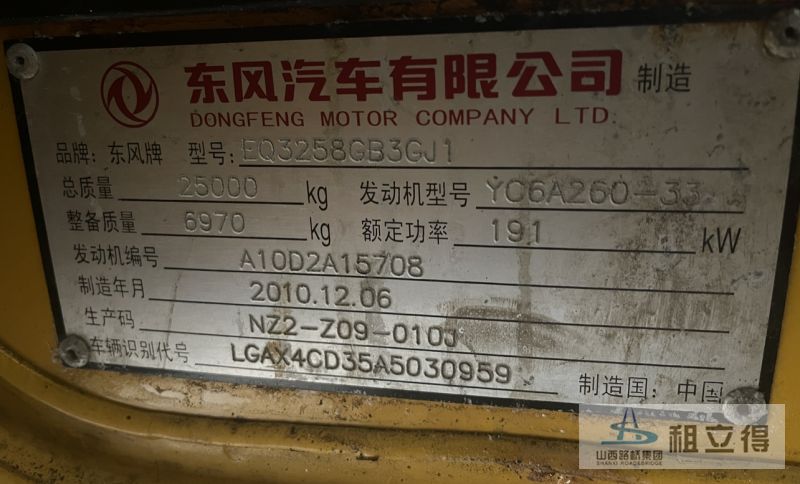 东风汽车有限公司 制造
DONGFENG MOTOR COMPANY LTD.
品牌: 东风牌 型号: EQ3258GB3GJ1
总质量 25000 kg 发动机型号 YC6A260-33
整备质量 6970 kg 额定功率 191 kW
发动机编号 A10D2A15708
制造年月 2010.12.06
生产码 NZ2-Z09-010J
车辆识别代号 LGAX4CD35A5030959
制造国: 中国
山西路桥集团 租立得
SHANXI ROAD&BRIDGE